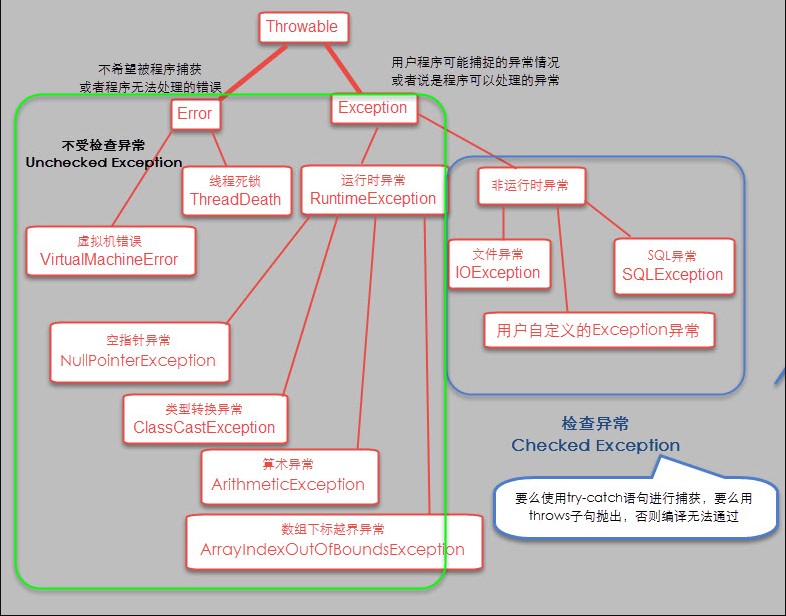 Throwable
不希望被程序捕获
或者程序无法处理的错误
用户程序可能捕捉的异常情况
或者说是程序可以处理的异常
Error
Exception
不受检查异常
Unchecked Exception
线程死锁
ThreadDeath
运行时异常
RuntimeException
非运行时异常
虚拟机错误
VirtualMachineError
文件异常
IOException
SQL异常
SQLException
空指针异常
NullPointerException
用户自定义的Exception异常
类型转换异常
ClassCastException
检查异常
Checked Exception
算术异常
ArithmeticException
要么使用try-catch语句进行捕获，要么用
throws子句抛出，否则编译无法通过
数组下标越界异常
ArrayIndexOutOfBoundsException